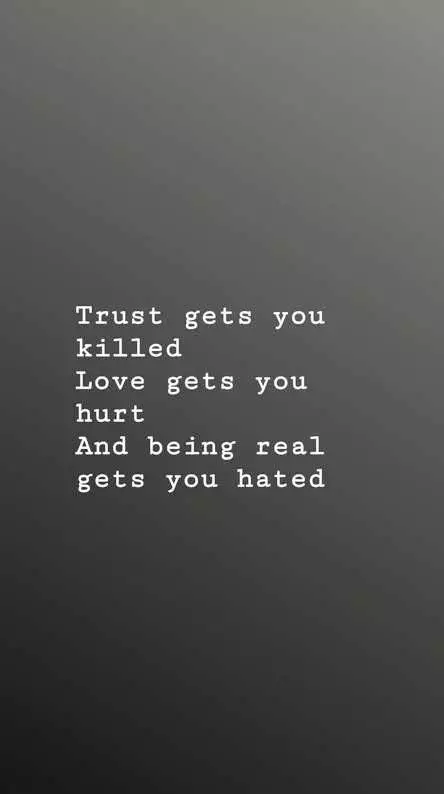 Trust gets you
killed
Love gets you
hurt
And being real
gets you hated